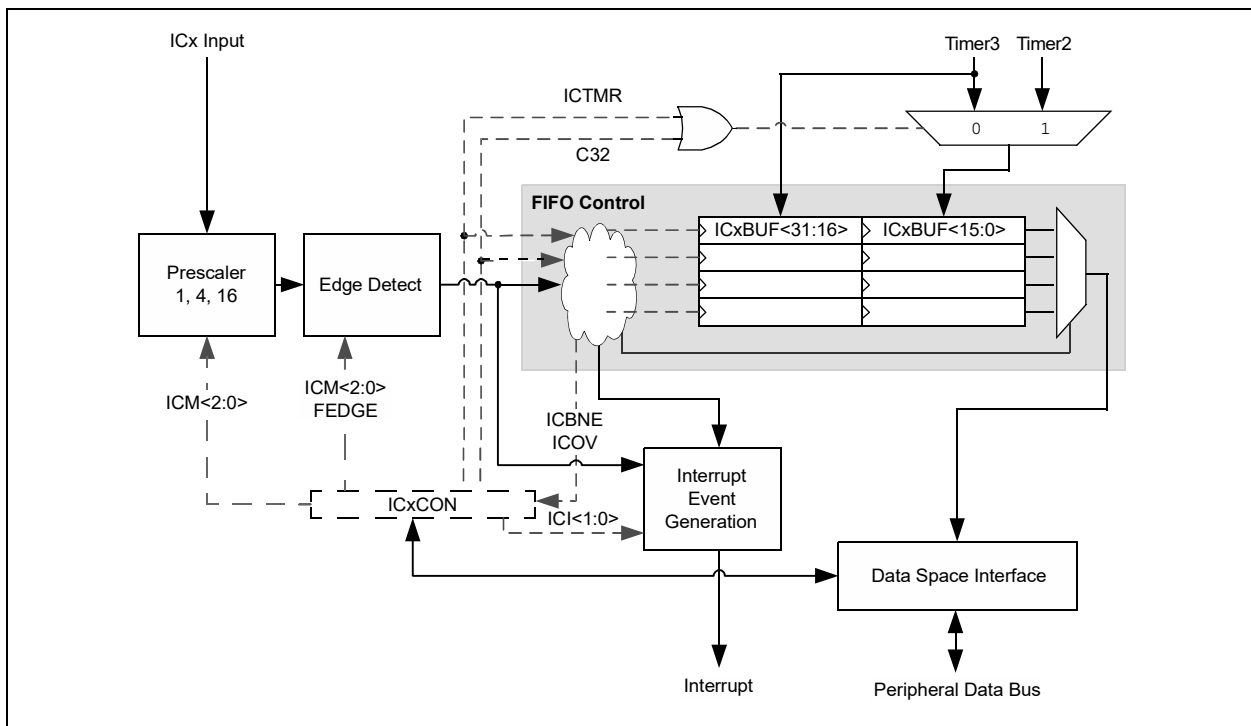 ICx Input
Timer3
Timer2
ICTMR
0
1
C32
FIFO Control
ICxBUF<31:16>
ICxBUF<15:0>
Prescaler
1, 4, 16
Edge Detect
ICM<2:0>
ICM<2:0>
FEDGE
ICBNE
ICOV
Interrupt
Event
Generation
ICxCON
ICI<1:0>
Data Space Interface
Interrupt
Peripheral Data Bus